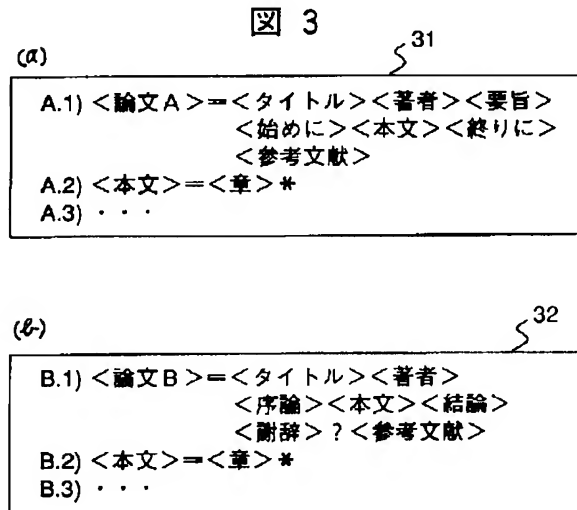 図 3
(a)
31
A.1) <論文A>=<タイトル><著者><要旨>
<始めに><本文><終りに>
<参考文献>
A.2) <本文>=<章>*
A.3) ・・・
(b)
32
B.1) <論文B>=<タイトル><著者>
<序論><本文><結論>
<謝辞>?<参考文献>
B.2) <本文>=<章>*
B.3) ・・・